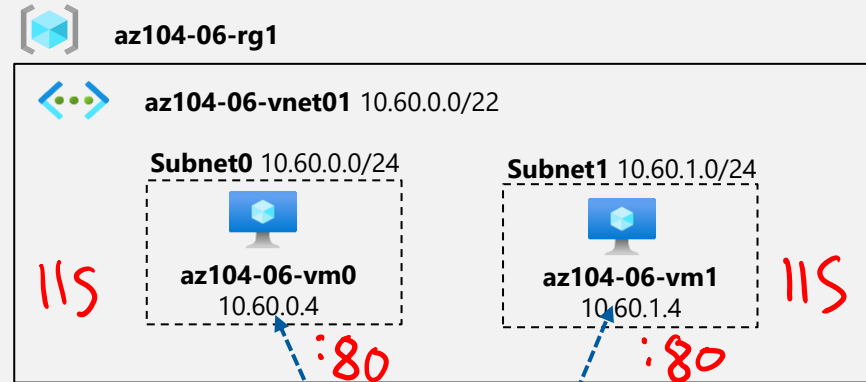 az104-06-rg1
az104-06-vnet01 10.60.0.0/22
Subnet0 10.60.0.0/24
Subnet1 10.60.1.0/24
az104-06-vm0
az104-06-vm1
IIS
10.60.0.4
10.60.1.4
IIS
:80
:80